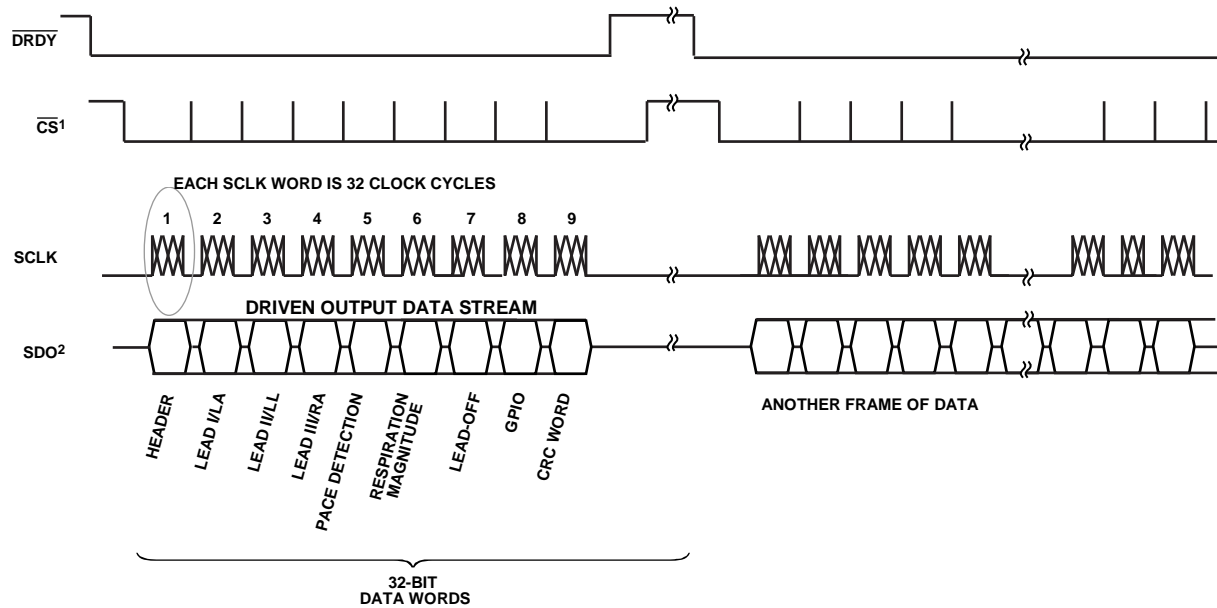 DRDY
CS1
EACH SCLK WORD IS 32 CLOCK CYCLES
1 2 3 4 5 6 7 8 9
SCLK
DRIVEN OUTPUT DATA STREAM
SDO2
HEADER
LEAD I/LA
LEAD II/LL
LEAD III/RA
PACE DETECTION
RESPIRATION
MAGNITUDE
LEAD-OFF
GPIO
CRC WORD
ANOTHER FRAME OF DATA
32-BIT
DATA WORDS